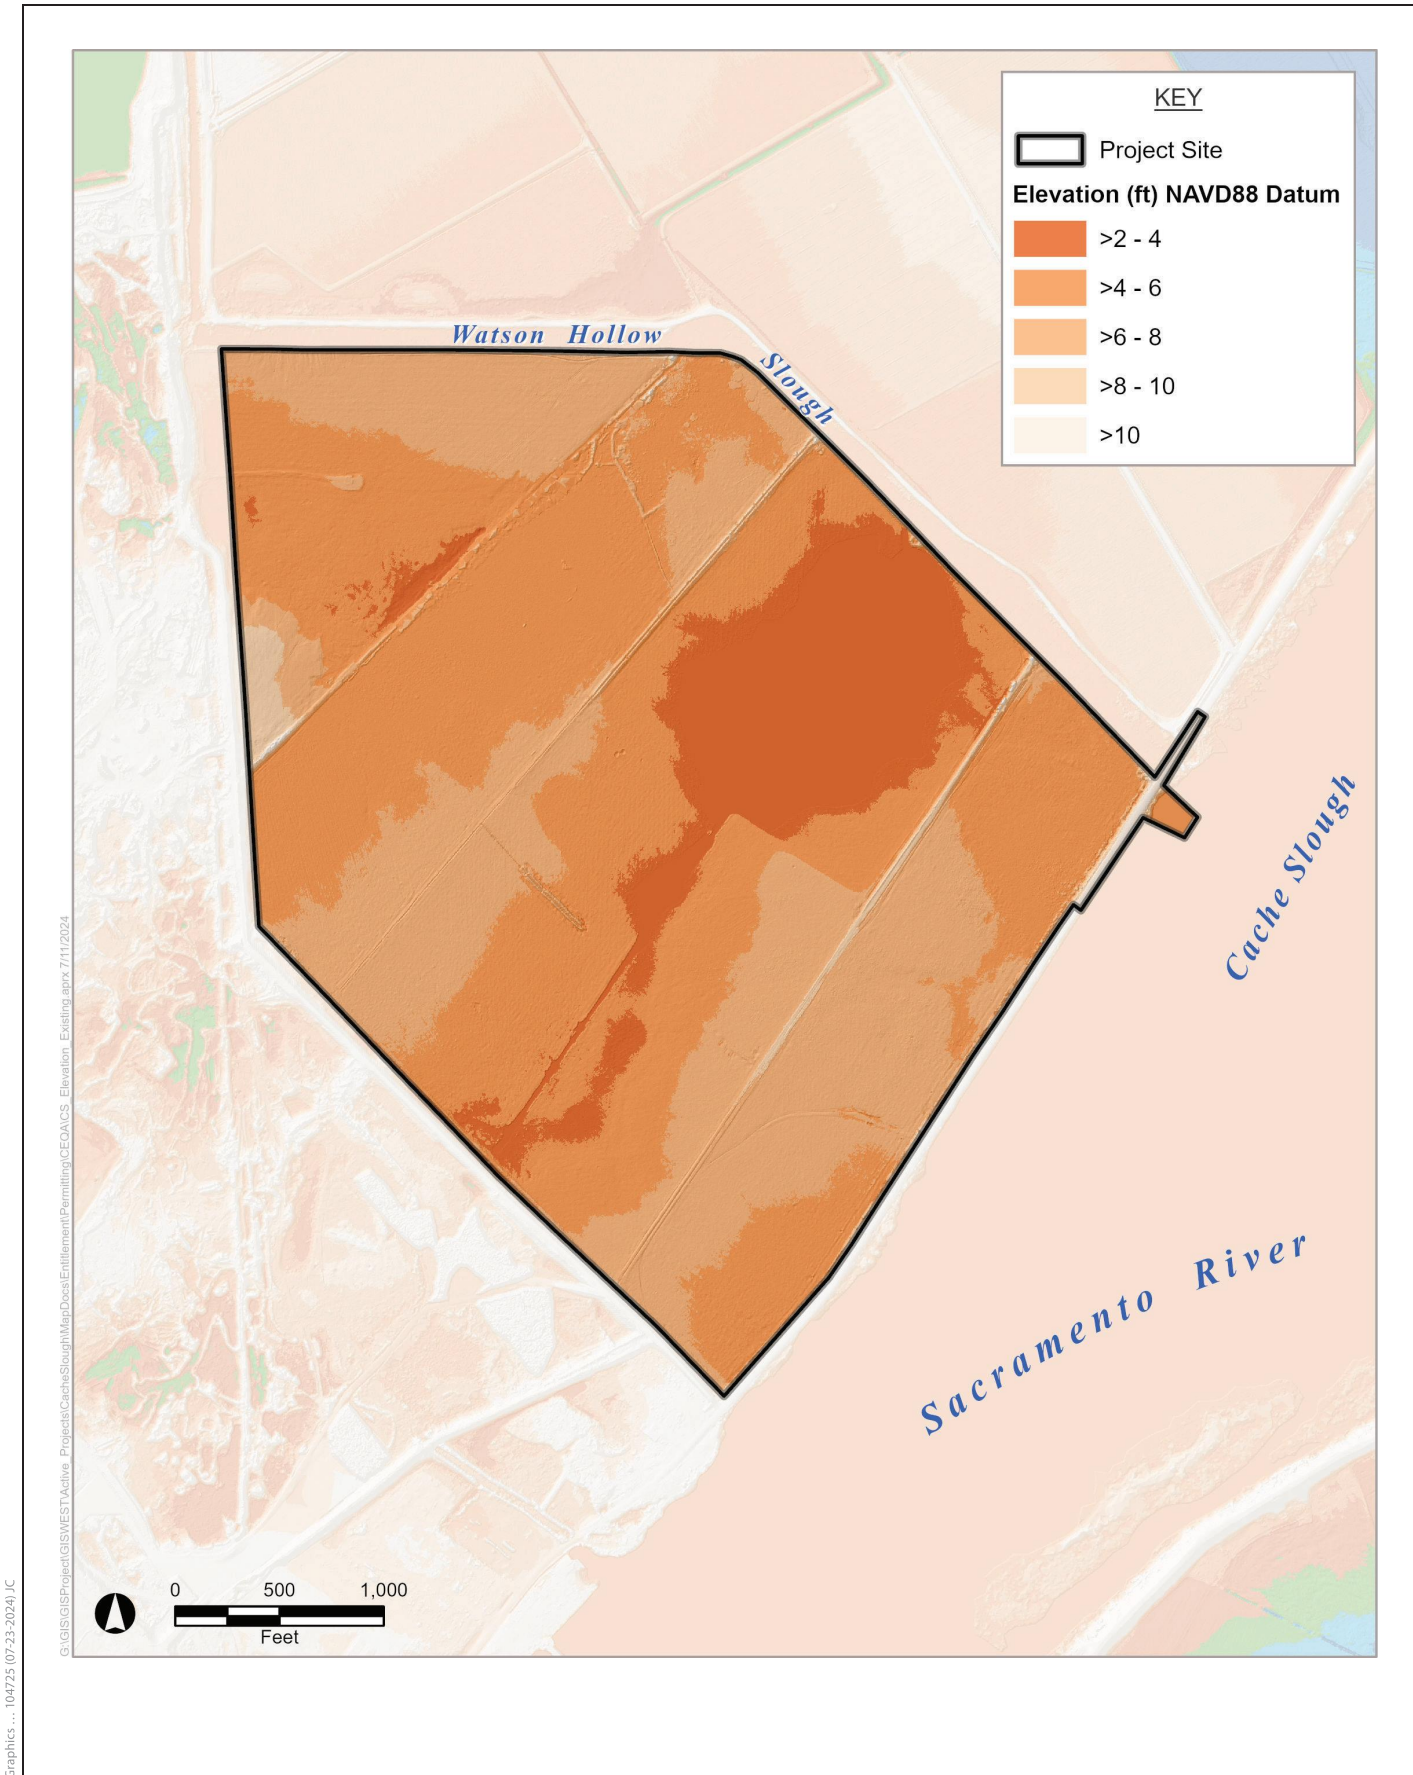 KEY
Project Site
Elevation (ft) NAVD88 Datum
>2 - 4
>4 - 6
>6 - 8
>8 - 10
>10
Watson Hollow
Slough
Cache Slough
Sacramento River
0 500 1,000
Feet
G:\GIS\GISProject\GISWEST\Active_Projects\CacheSlough\MapDocs\Entitlement\Permitting\CEQA\CS_Elevation_Existing.aprx 7/11/2024
Graphics … 104725 (07-23-2024) JC